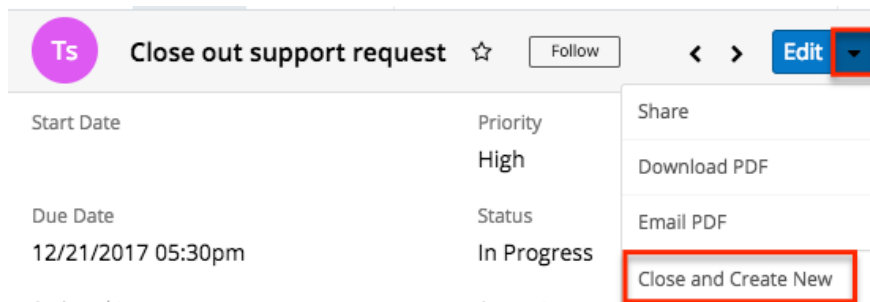 Ts Close out support request Follow Edit
Start Date
Priority
High
Due Date
12/21/2017 05:30pm
Status
In Progress
Share
Download PDF
Email PDF
Close and Create New